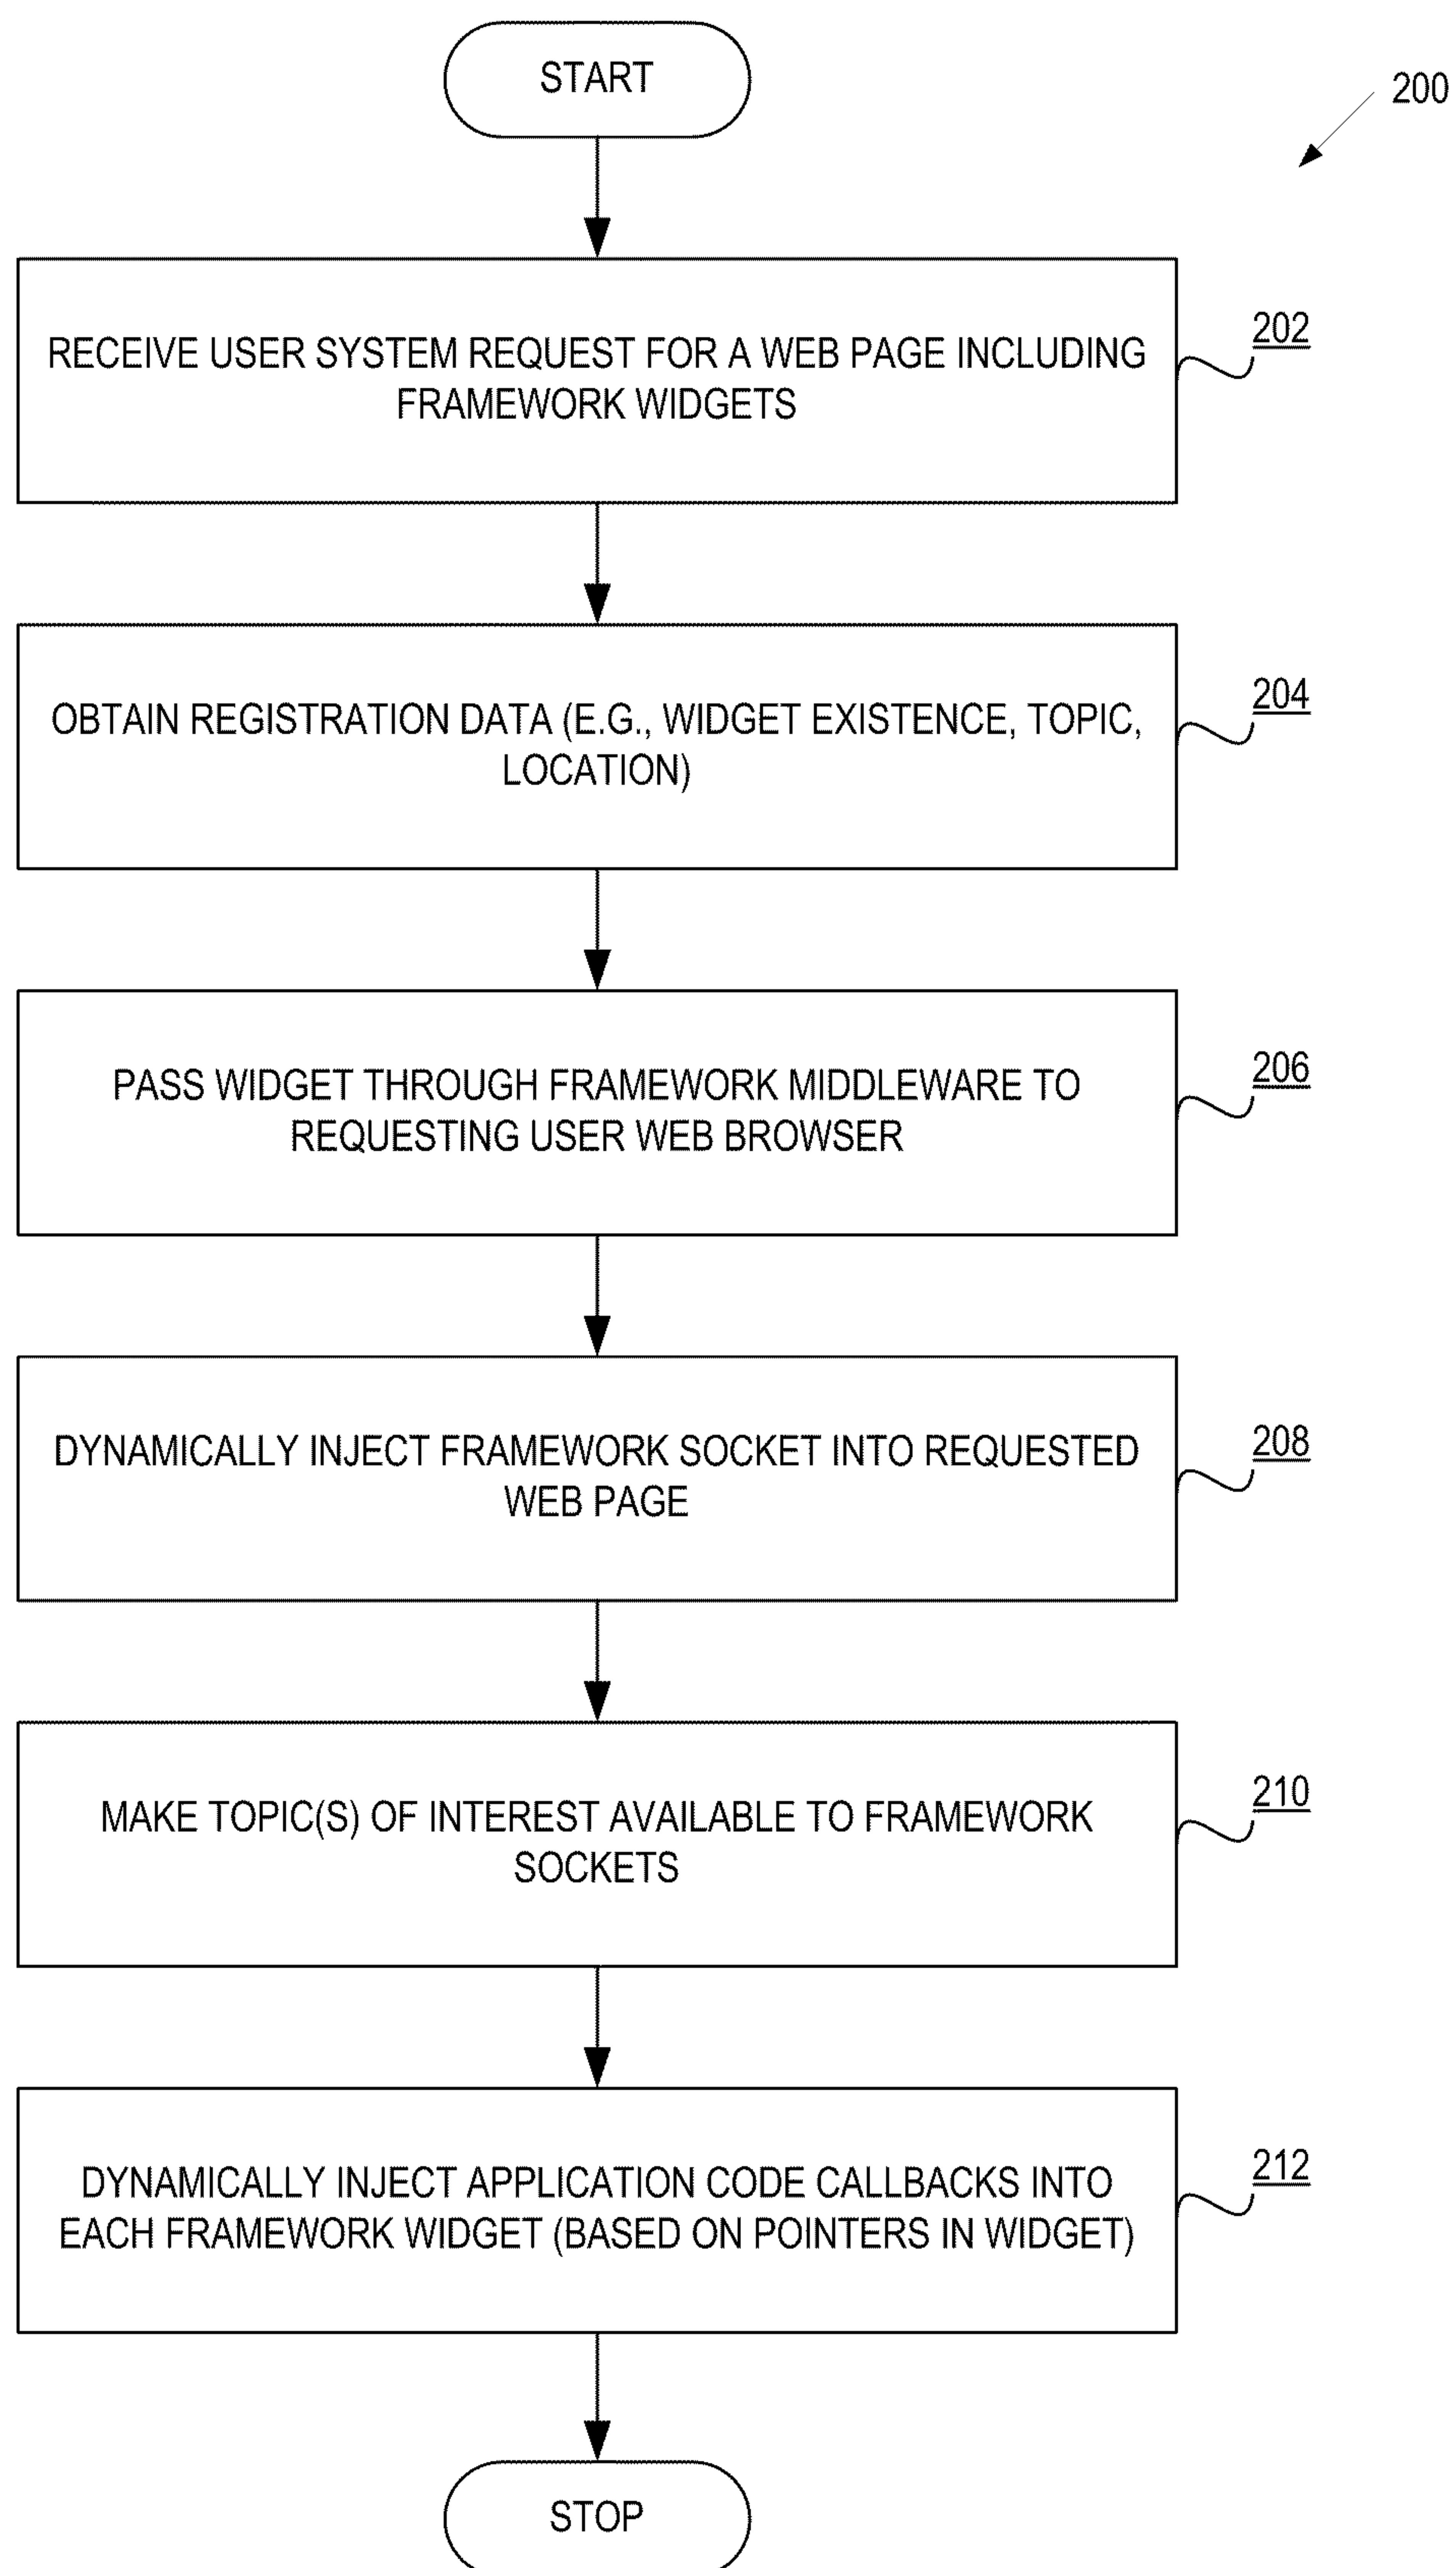 START
200
RECEIVE USER SYSTEM REQUEST FOR A WEB PAGE INCLUDING
FRAMEWORK WIDGETS
202
OBTAIN REGISTRATION DATA (E.G., WIDGET EXISTENCE, TOPIC,
LOCATION)
204
PASS WIDGET THROUGH FRAMEWORK MIDDLEWARE TO
REQUESTING USER WEB BROWSER
206
DYNAMICALLY INJECT FRAMEWORK SOCKET INTO REQUESTED
WEB PAGE
208
MAKE TOPIC(S) OF INTEREST AVAILABLE TO FRAMEWORK
SOCKETS
210
DYNAMICALLY INJECT APPLICATION CODE CALLBACKS INTO
EACH FRAMEWORK WIDGET (BASED ON POINTERS IN WIDGET)
212
STOP